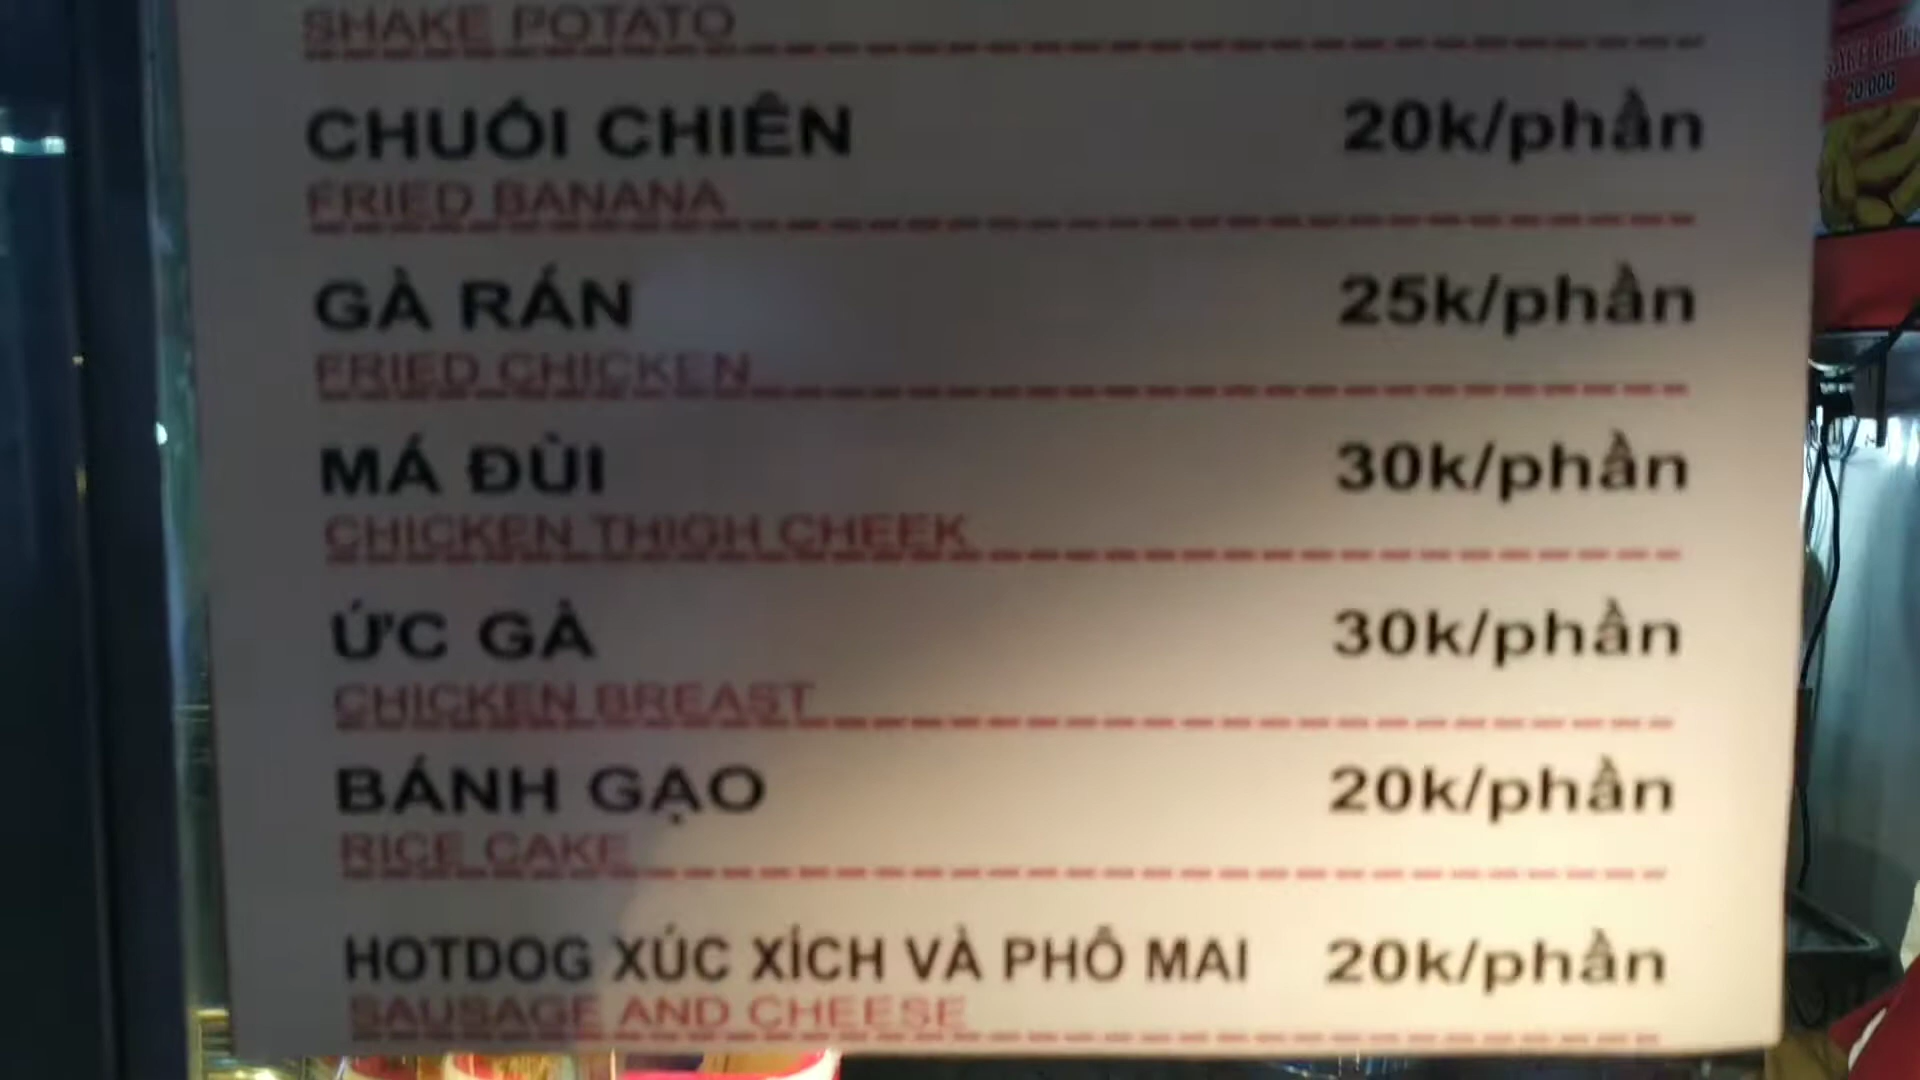 SHAKE POTATO
CHUỐI CHIÊN 20k/phần
FRIED BANANA
GÀ RÁN 25k/phần
FRIED CHICKEN
MÁ ĐÙI 30k/phần
CHICKEN THIGH CHEEK
ỨC GÀ 30k/phần
CHICKEN BREAST
BÁNH GẠO 20k/phần
RICE CAKE
HOTDOG XÚC XÍCH VÀ PHÔ MAI 20k/phần
SAUSAGE AND CHEESE
20.000